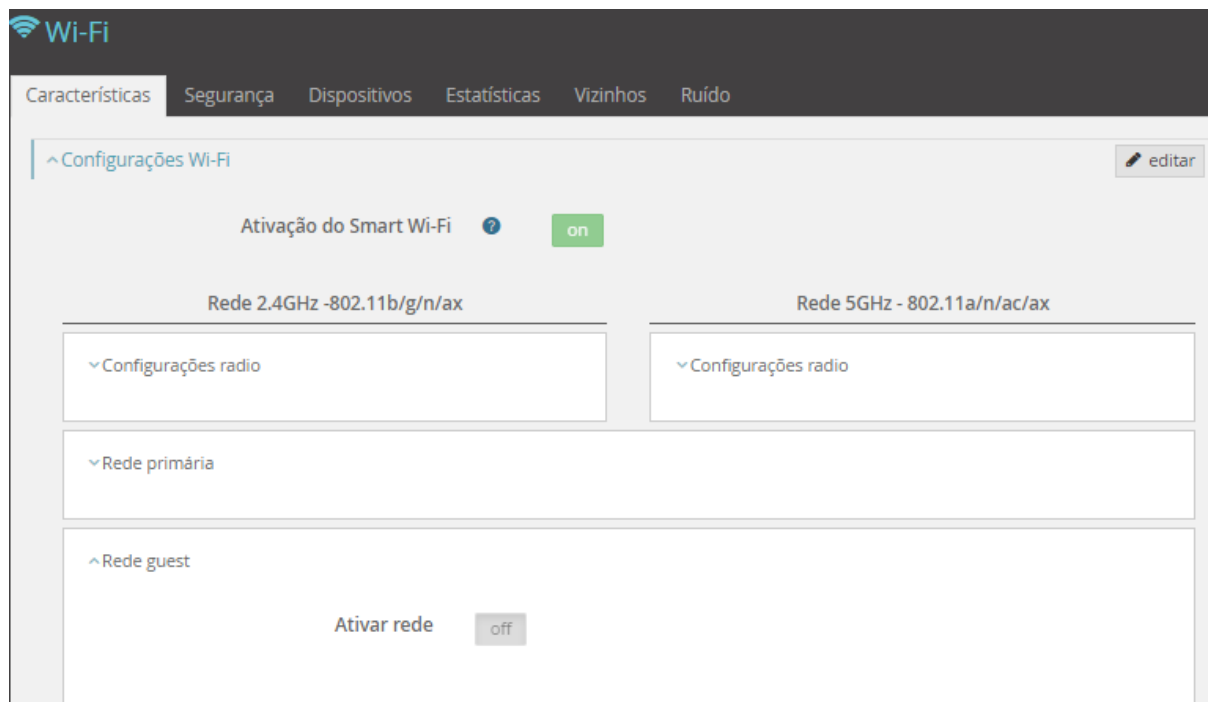 Wi-Fi
Características Segurança Dispositivos Estatísticas Vizinhos Ruído
Configurações Wi-Fi editar
Ativação do Smart Wi-Fi ? on
Rede 2.4GHz -802.11b/g/n/ax Rede 5GHz - 802.11a/n/ac/ax
Configurações radio Configurações radio
Rede primária
Rede guest
Ativar rede off